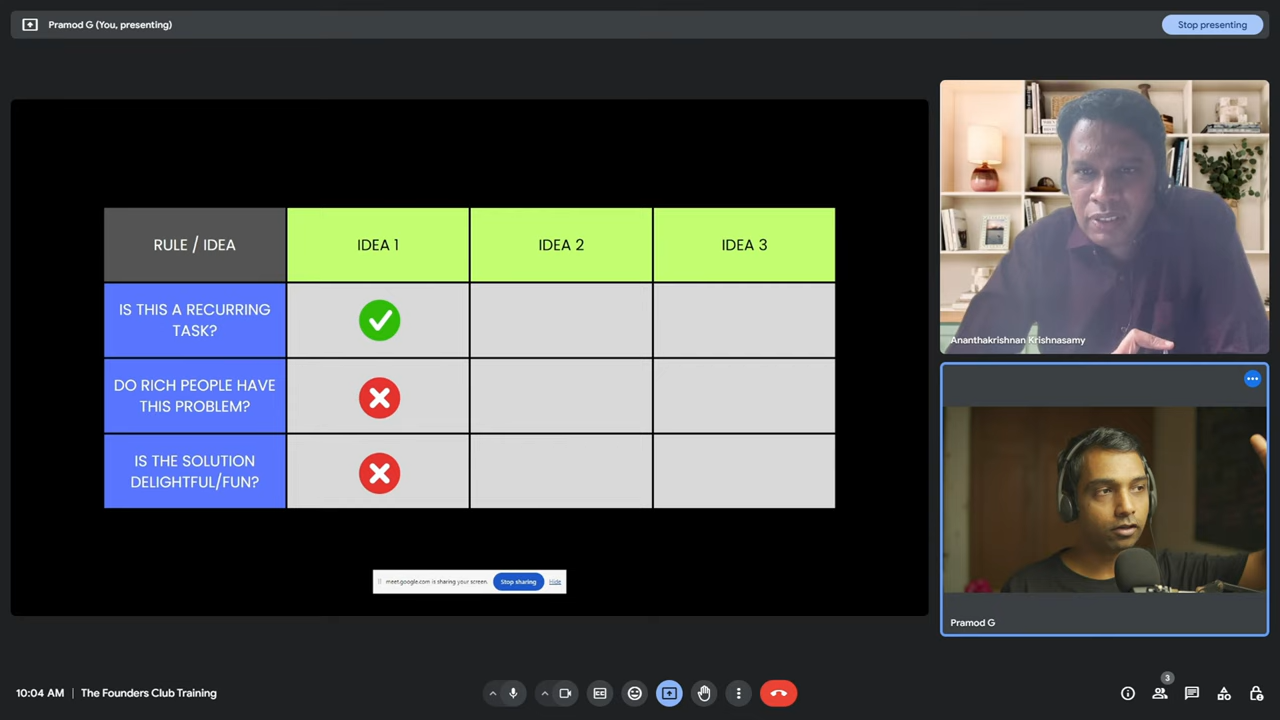 Pramod G (You, presenting)
Stop presenting
RULE / IDEA
IDEA 1
IDEA 2
IDEA 3
IS THIS A RECURRING
TASK?
DO RICH PEOPLE HAVE
THIS PROBLEM?
IS THE SOLUTION
DELIGHTFUL/FUN?
meet.google.com is sharing your screen.
Stop sharing
Hide
Ananthakrishnan Krishnasamy
Pramod G
10:04 AM | The Founders Club Training
3